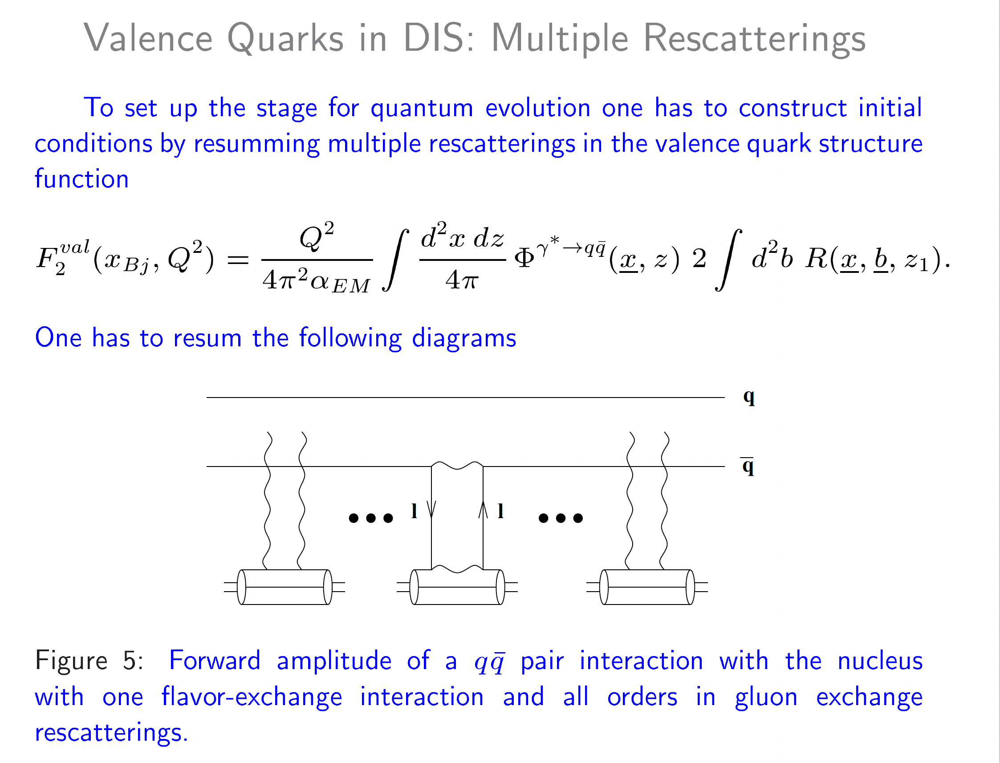 Valence Quarks in DIS: Multiple Rescatterings
To set up the stage for quantum evolution one has to construct initial
conditions by resumming multiple rescatterings in the valence quark structure
function
$F_2^{val}(x_{Bj}, Q^2) = \frac{Q^2}{4\pi^2\alpha_{EM}} \int \frac{d^2x \, dz}{4\pi} \, \Phi^{\gamma^* \to q\bar{q}}(\underline{x}, z) \; 2 \int d^2b \; R(\underline{x}, \underline{b}, z_1).$
One has to resum the following diagrams
q
q̅
l l
Figure 5: Forward amplitude of a $q\bar{q}$ pair interaction with the nucleus
with one flavor-exchange interaction and all orders in gluon exchange
rescatterings.